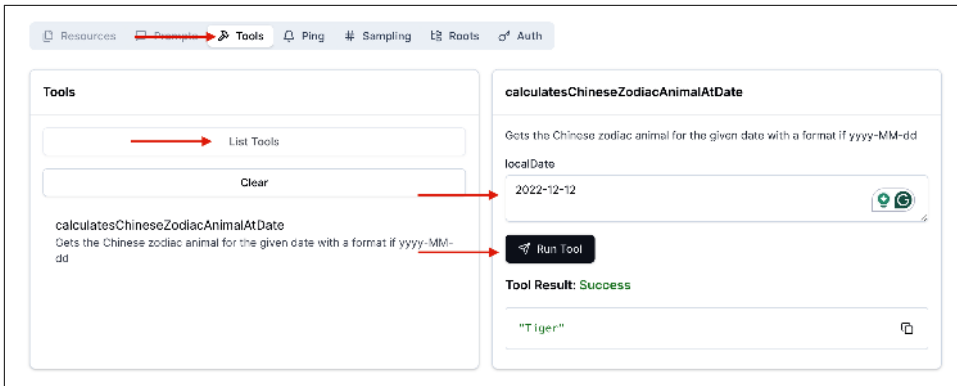 Resources Prompts Tools Ping # Sampling Roots Auth
Tools
List Tools
Clear
calculatesChineseZodiacAnimalAtDate
Gets the Chinese zodiac animal for the given date with a format if yyyy-MM-
dd
calculatesChineseZodiacAnimalAtDate
Gets the Chinese zodiac animal for the given date with a format if yyyy-MM-dd
localDate
2022-12-12
Run Tool
Tool Result: Success
"Tiger"